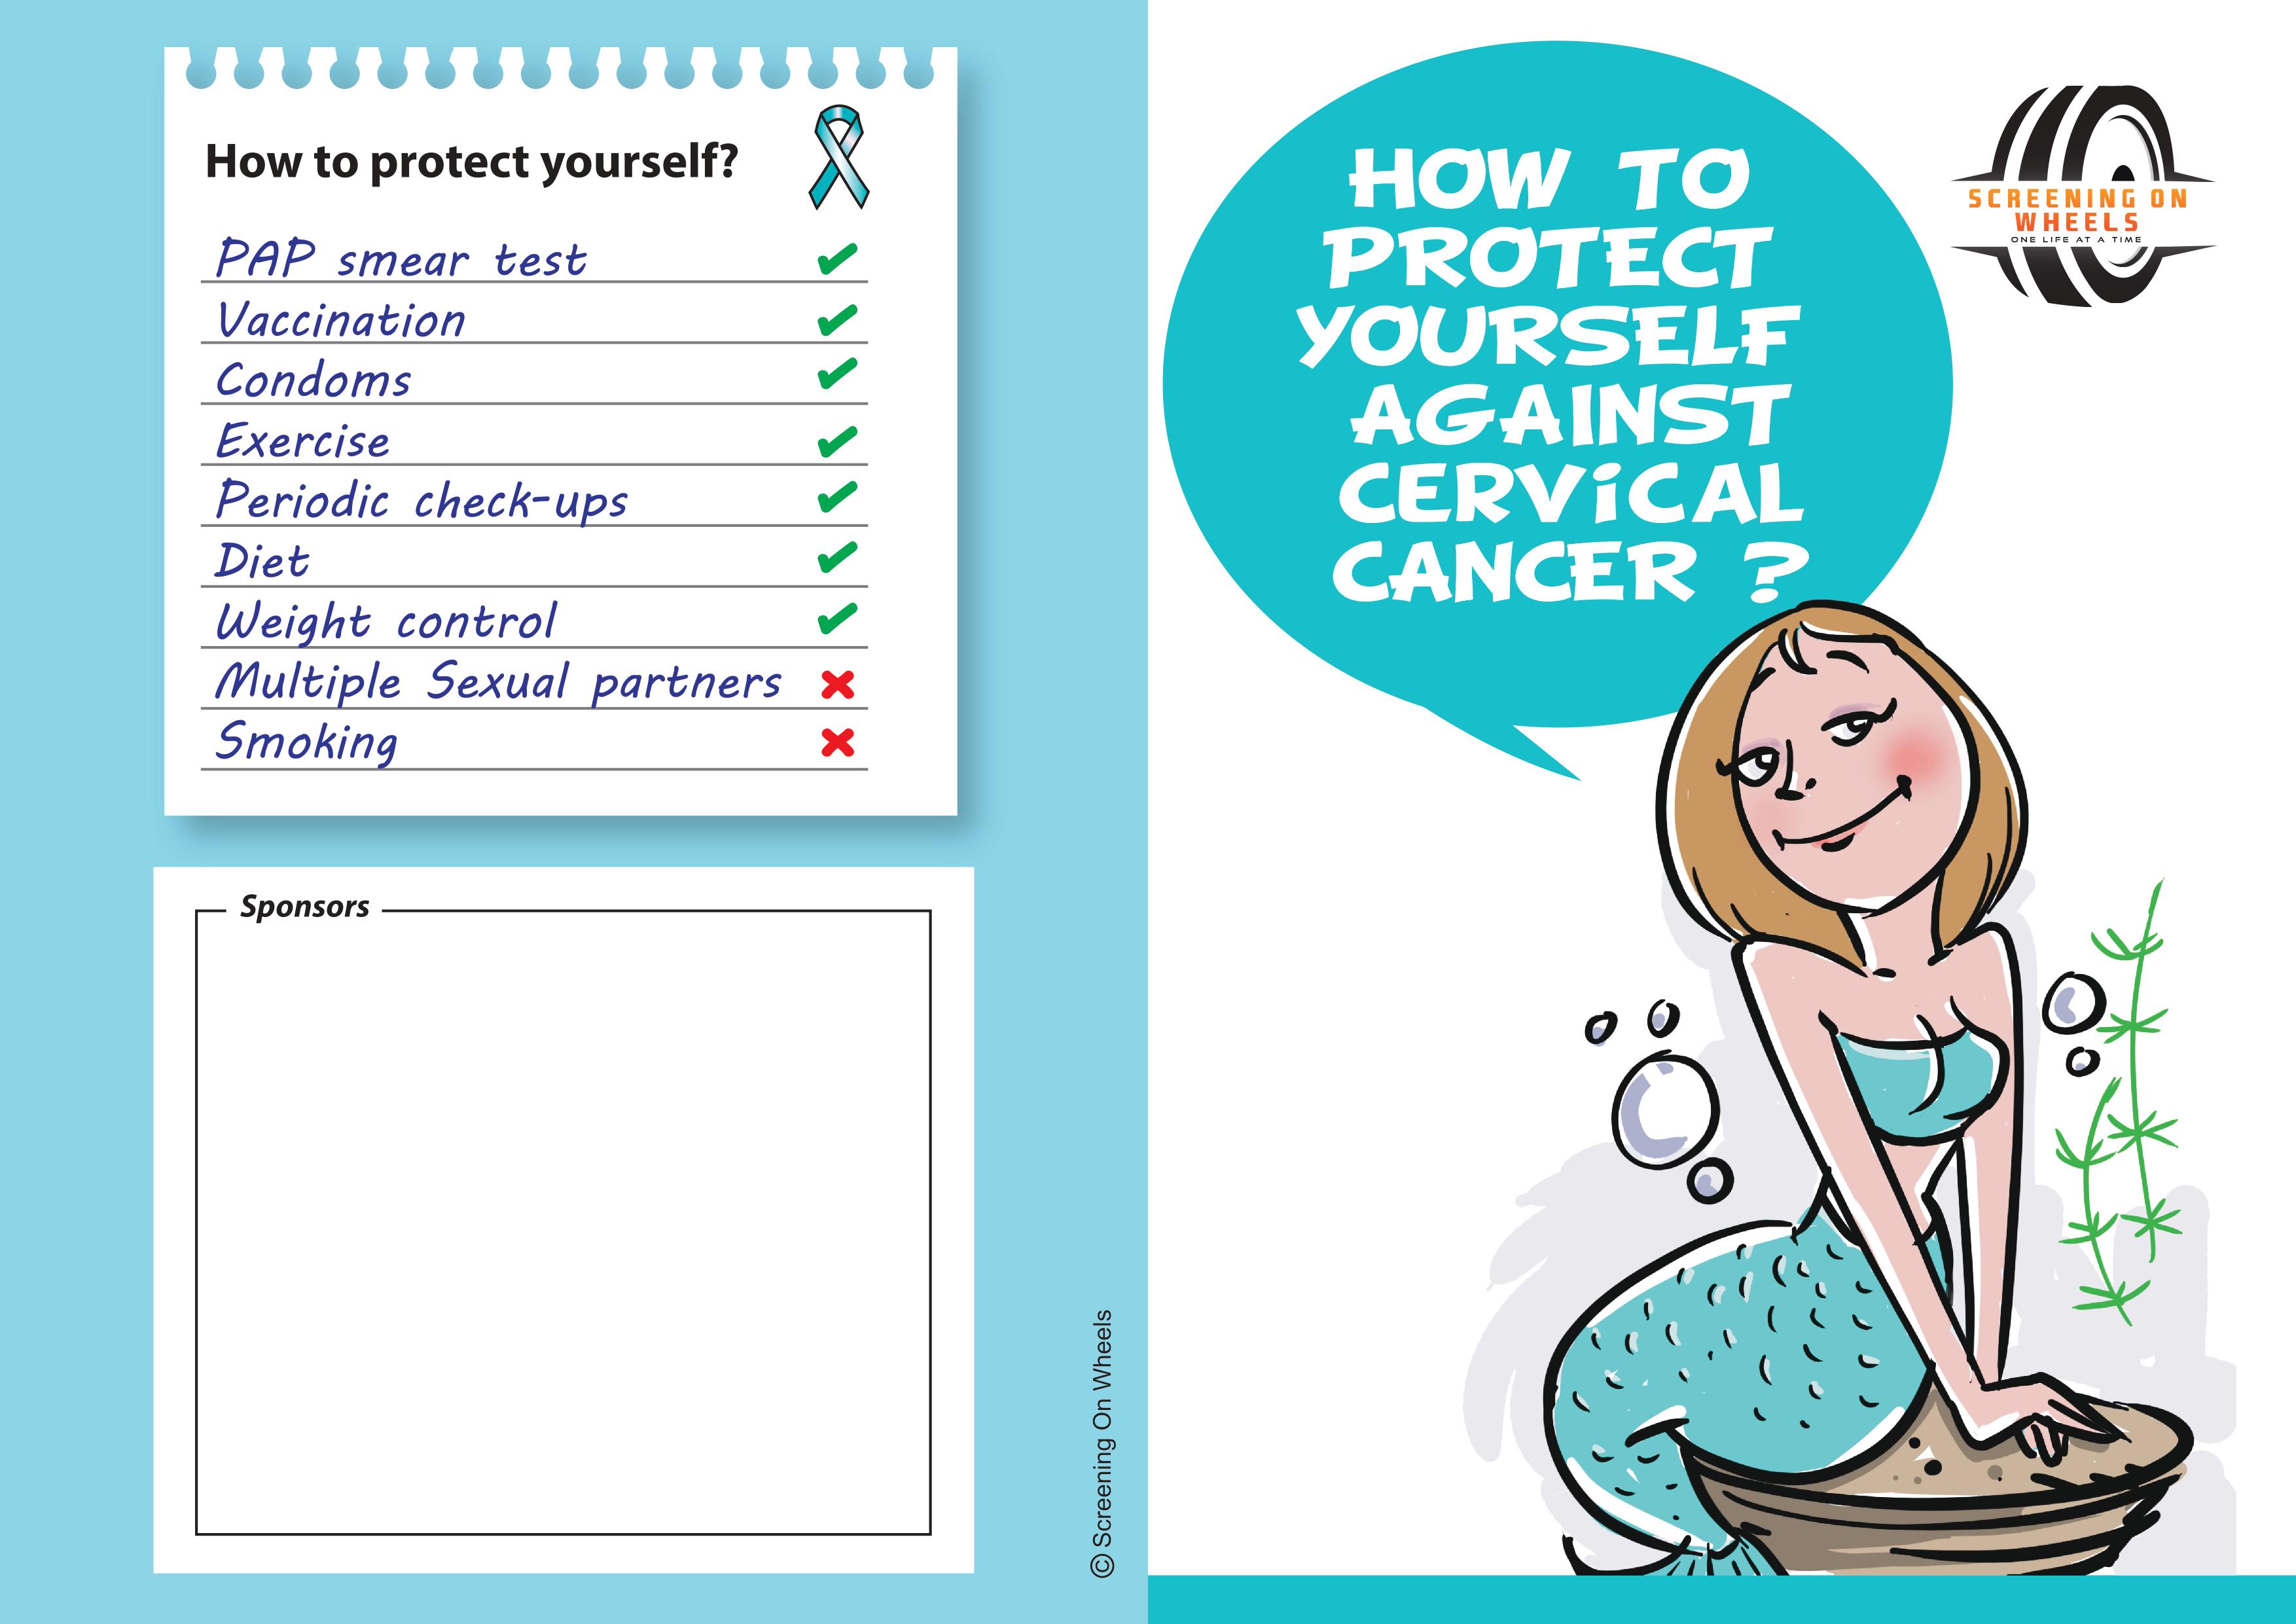 How to protect yourself?
PAP smear test
Vaccination
Condoms
Exercise
Periodic check-ups
Diet
Weight control
Multiple Sexual partners
Smoking
Sponsors
© Screening On Wheels
HOW TO
PROTECT
YOURSELF
AGAINST
CERViCAL
CANCER ?
SCREENING ON
WHEELS
ONE LIFE AT A TIME